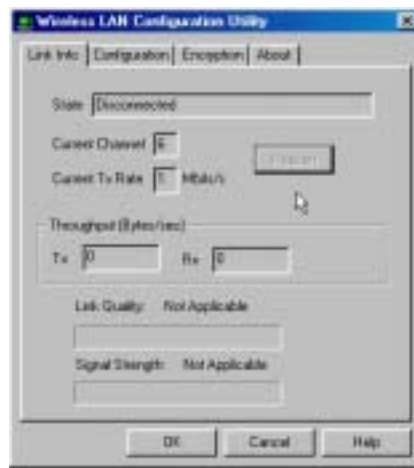 Wireless LAN Configuration Utility
Link Info Configuration Encryption About
State Disconnected
Current Channel 6
Current Tx Rate 1 Mbits/s
Throughput (Bytes/sec)
Tx 0 Rx 0
Link Quality: Not Applicable
Signal Strength: Not Applicable
OK Cancel Help